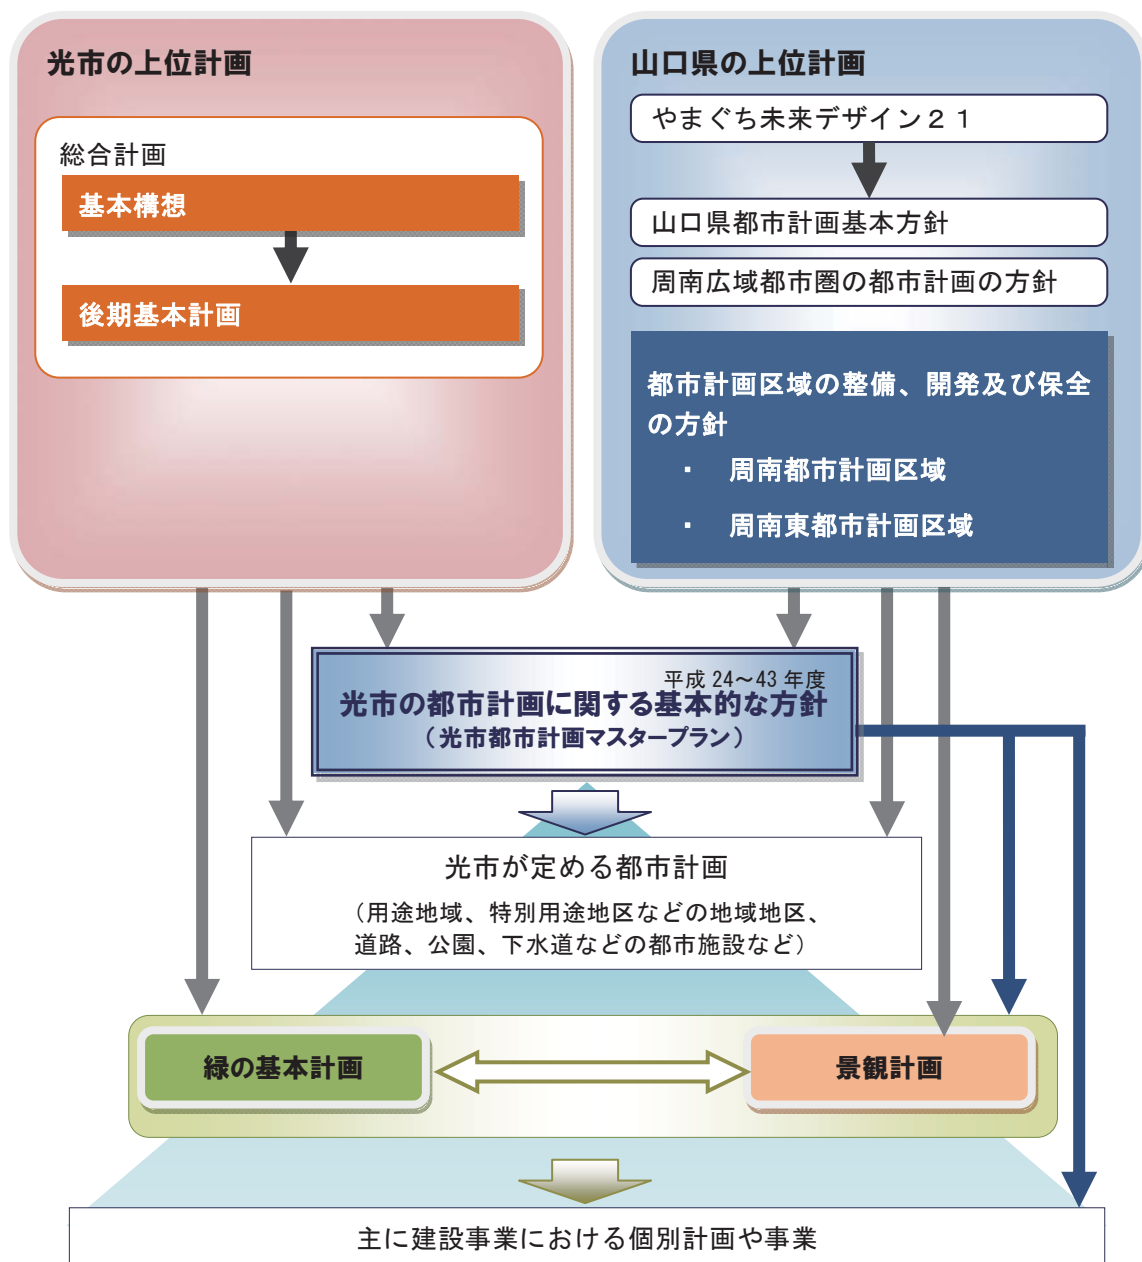 光市の上位計画
総合計画
基本構想
後期基本計画
山口県の上位計画
やまぐち未来デザイン２１
山口県都市計画基本方針
周南広域都市圏の都市計画の方針
都市計画区域の整備、開発及び保全
の方針
・ 周南都市計画区域
・ 周南東都市計画区域
平成 24～43 年度
光市の都市計画に関する基本的な方針
（光市都市計画マスタープラン）
光市が定める都市計画
（用途地域、特別用途地区などの地域地区、
道路、公園、下水道などの都市施設など）
緑の基本計画
景観計画
主に建設事業における個別計画や事業